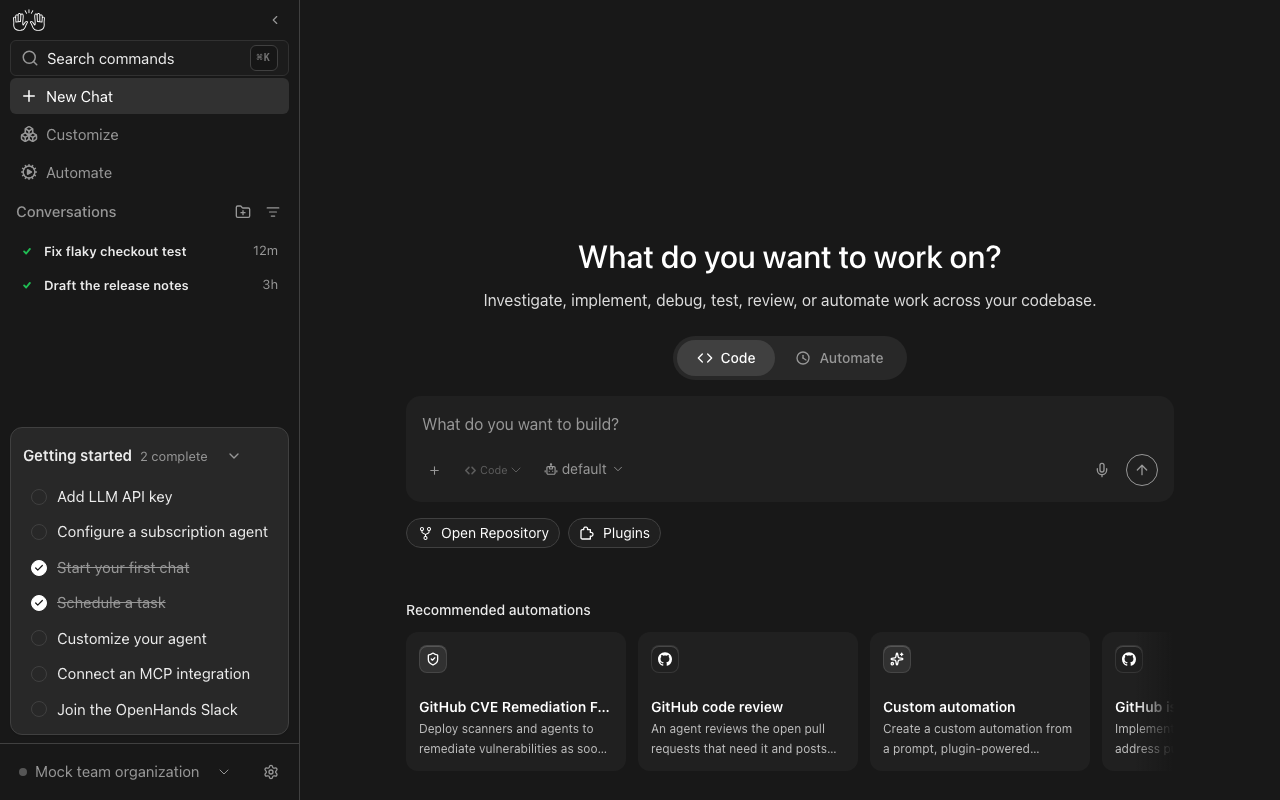 Search commands
⌘K
New Chat
Customize
Automate
Conversations
Fix flaky checkout test
12m
Draft the release notes
3h
Getting started
2 complete
Add LLM API key
Configure a subscription agent
Start your first chat
Schedule a task
Customize your agent
Connect an MCP integration
Join the OpenHands Slack
Mock team organization
What do you want to work on?
Investigate, implement, debug, test, review, or automate work across your codebase.
Code
Automate
What do you want to build?
Code
default
Open Repository
Plugins
Recommended automations
GitHub CVE Remediation F...
Deploy scanners and agents to
remediate vulnerabilities as soo...
GitHub code review
An agent reviews the open pull
requests that need it and posts...
Custom automation
Create a custom automation from
a prompt, plugin-powered...
GitHub
address